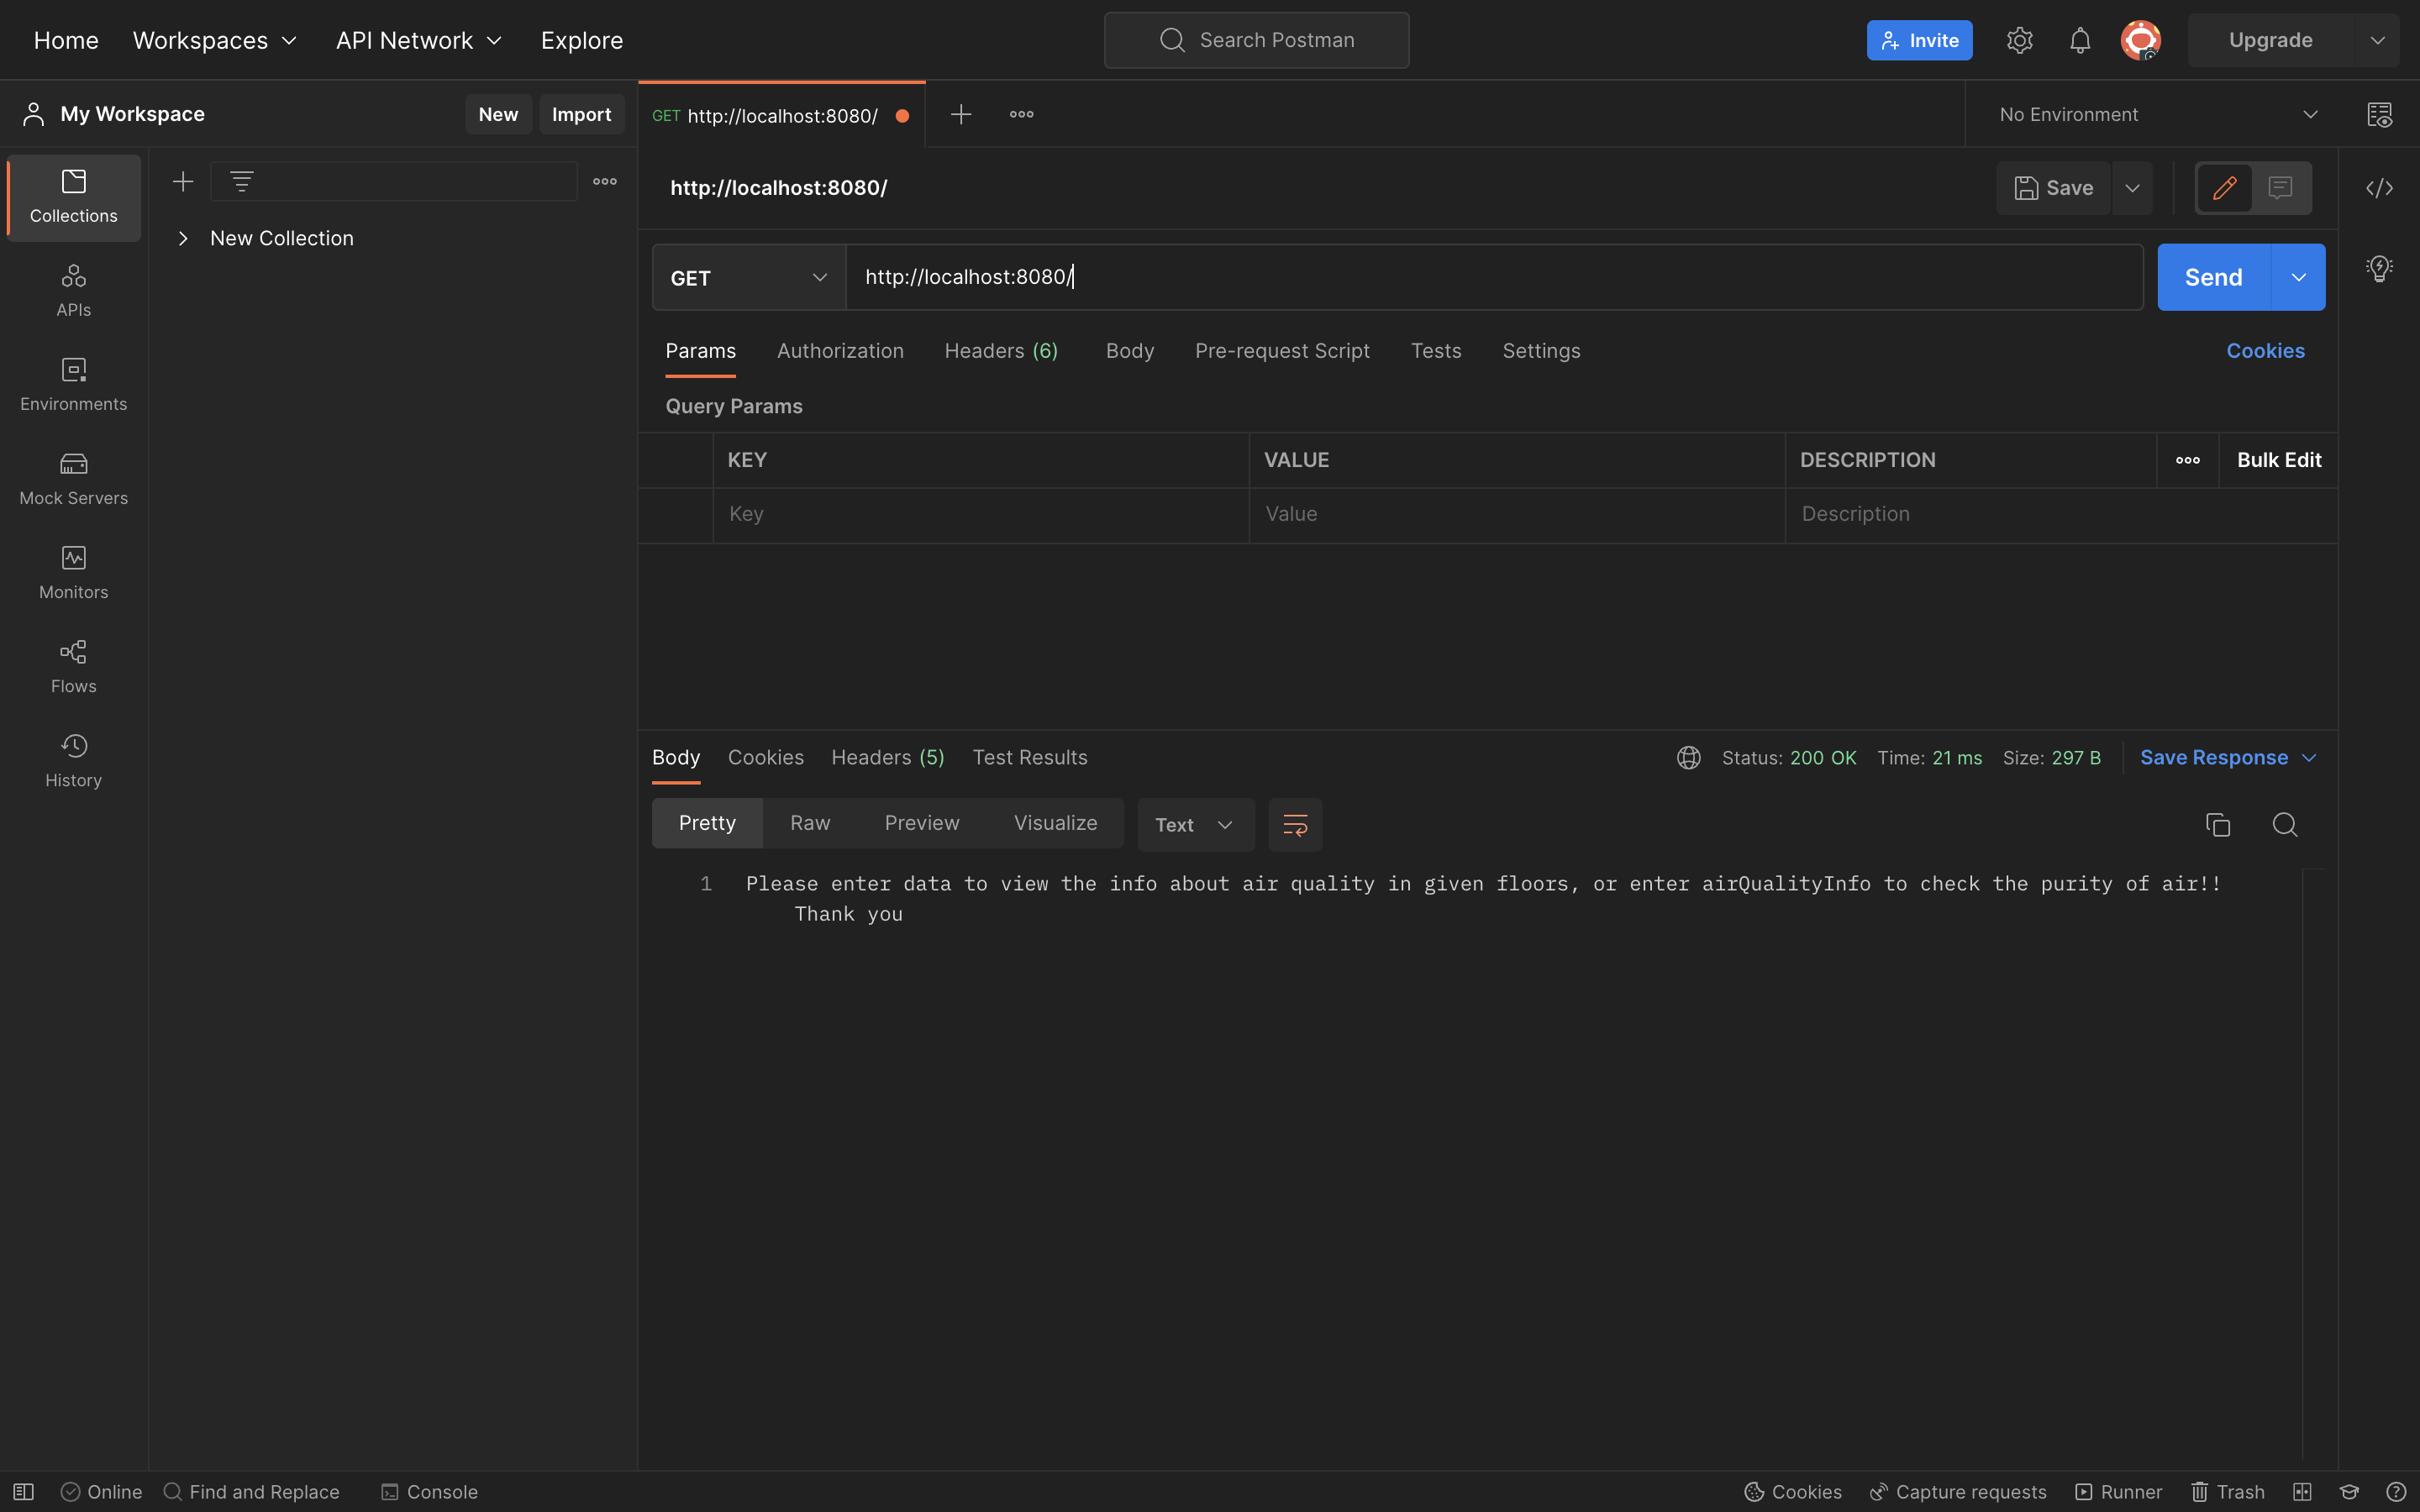 Home Workspaces API Network Explore Search Postman Invite Upgrade
My Workspace New Import GET http://localhost:8080/ No Environment
Collections
New Collection
APIs
Environments
Mock Servers
Monitors
Flows
History
http://localhost:8080/ Save
GET http://localhost:8080/ Send
Params Authorization Headers (6) Body Pre-request Script Tests Settings Cookies
Query Params
KEY VALUE DESCRIPTION Bulk Edit
Key Value Description
Body Cookies Headers (5) Test Results Status: 200 OK Time: 21 ms Size: 297 B Save Response
Pretty Raw Preview Visualize Text
1 Please enter data to view the info about air quality in given floors, or enter airQualityInfo to check the purity of air!!
Thank you
Online Find and Replace Console Cookies Capture requests Runner Trash